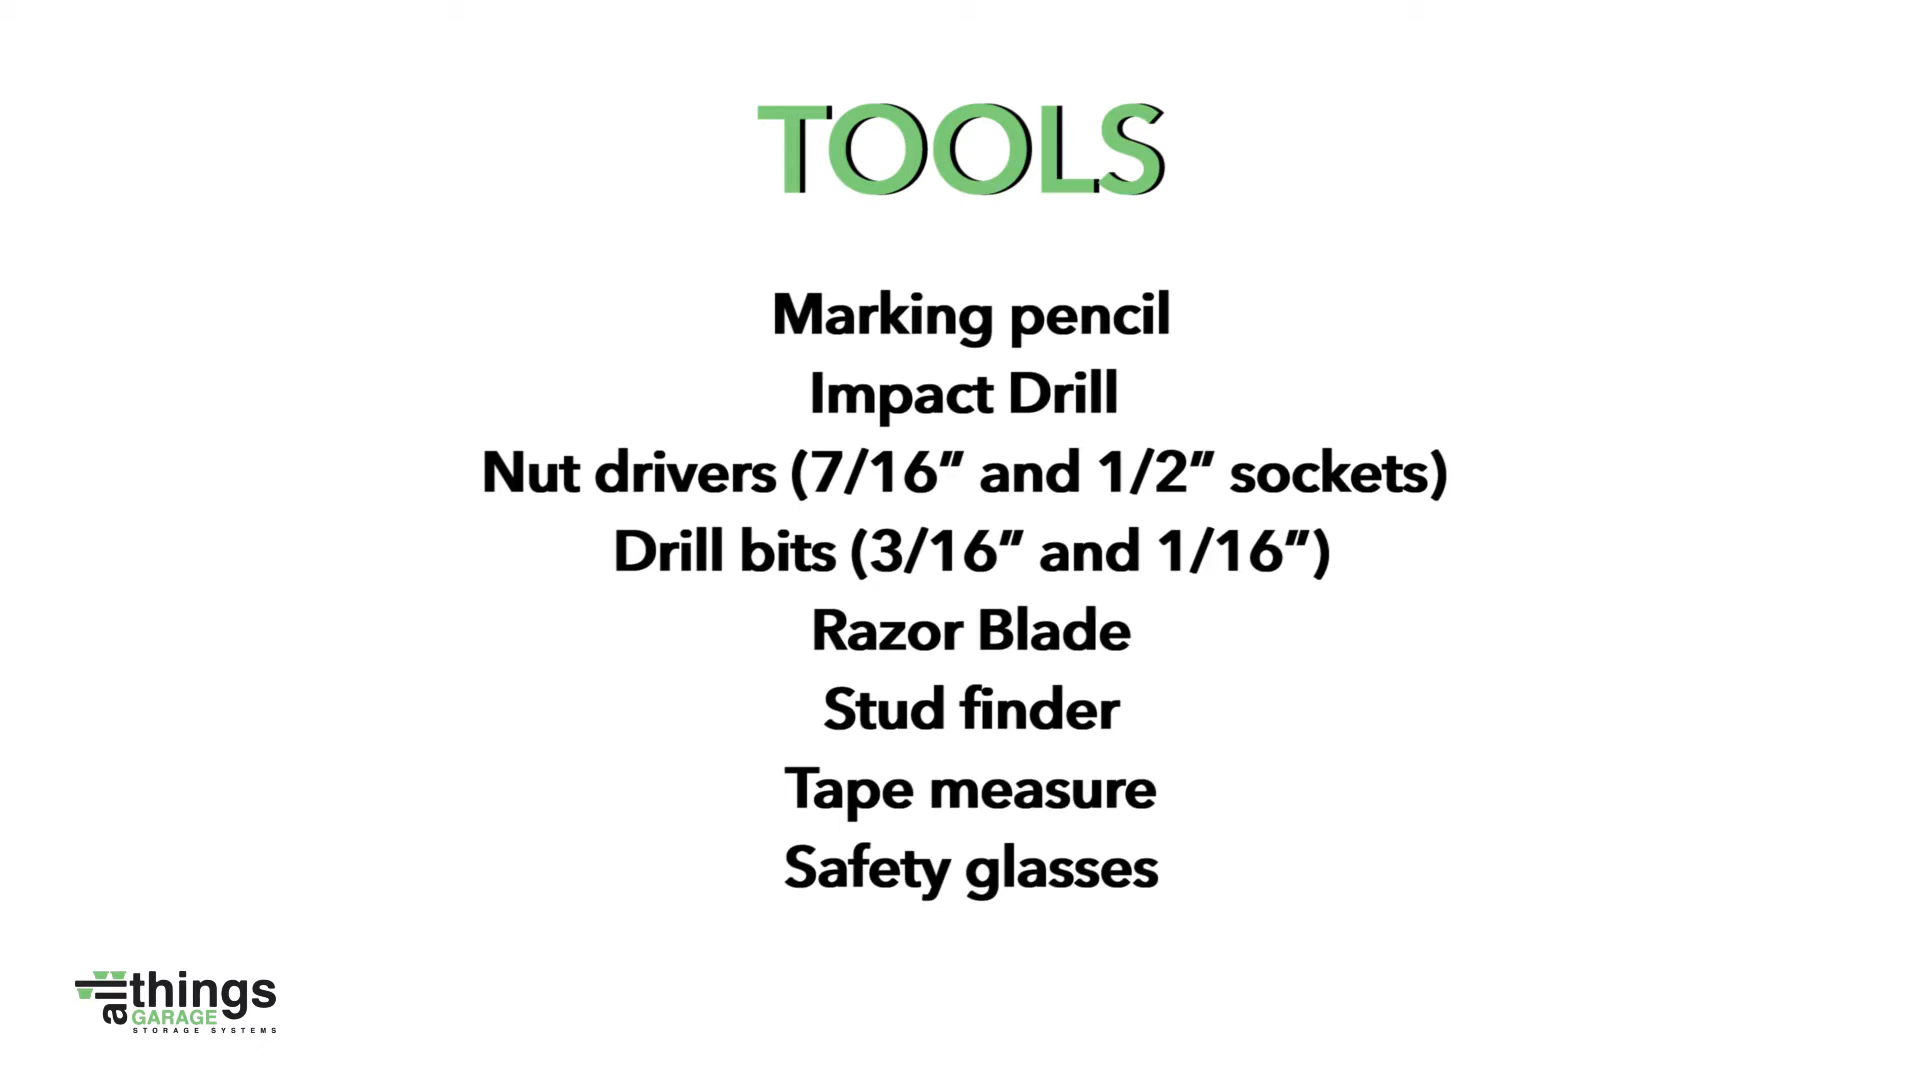 TOOLS
Marking pencil
Impact Drill
Nut drivers (7/16” and 1/2” sockets)
Drill bits (3/16” and 1/16”)
Razor Blade
Stud finder
Tape measure
Safety glasses
all things
GARAGE
STORAGE SYSTEMS